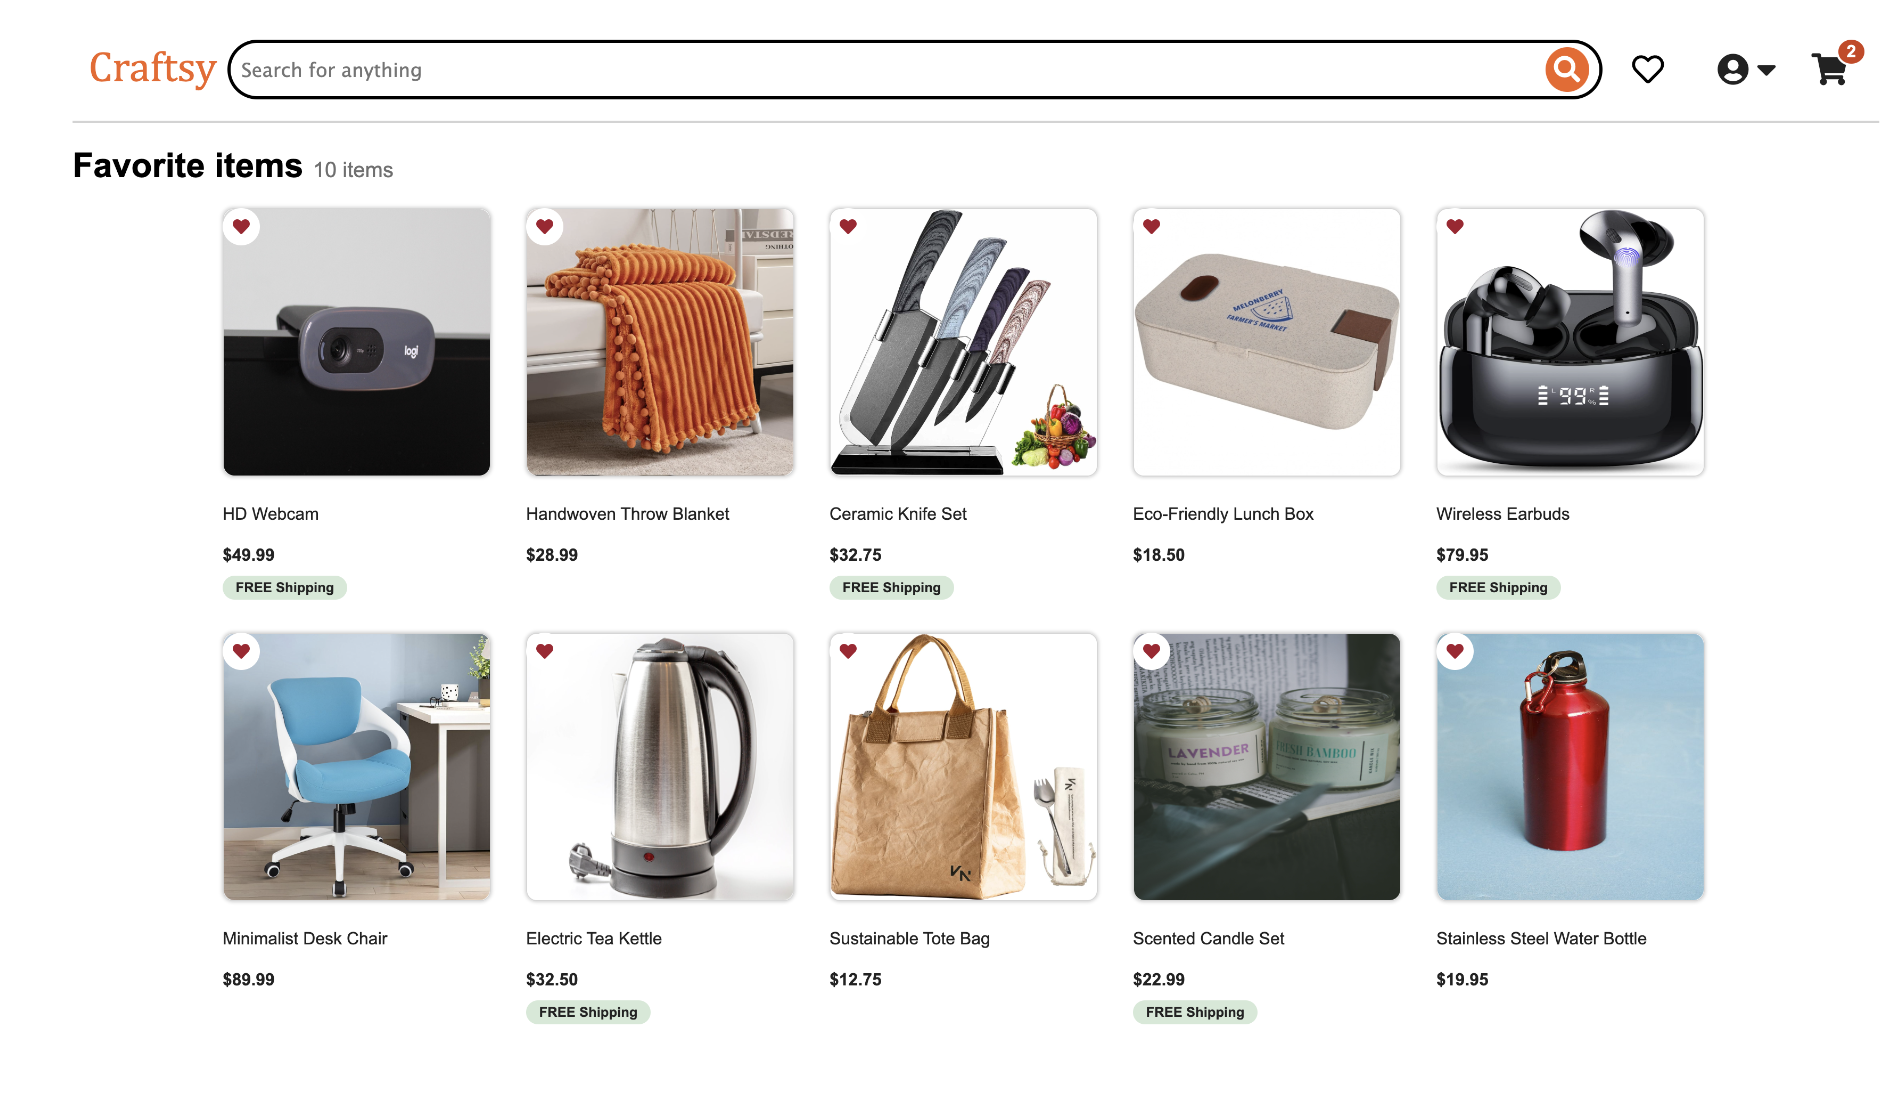 Craftsy
Search for anything
2
Favorite items 10 items
logi
MELONBERRY
FARMER'S MARKET
99
HD Webcam
Handwoven Throw Blanket
Ceramic Knife Set
Eco-Friendly Lunch Box
Wireless Earbuds
$49.99
$28.99
$32.75
$18.50
$79.95
FREE Shipping
FREE Shipping
FREE Shipping
LAVENDER
FRESH BAMBOO
Minimalist Desk Chair
Electric Tea Kettle
Sustainable Tote Bag
Scented Candle Set
Stainless Steel Water Bottle
$89.99
$32.50
$12.75
$22.99
$19.95
FREE Shipping
FREE Shipping